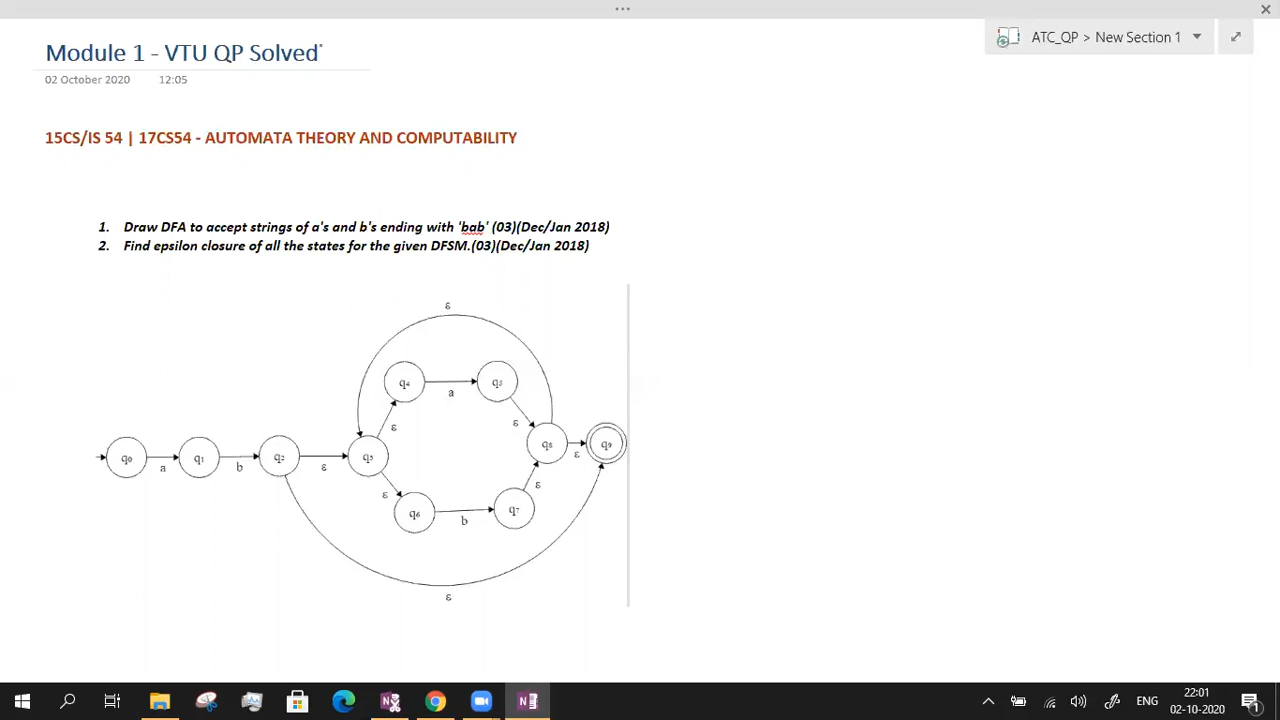 Module 1 - VTU QP Solved
ATC_QP > New Section 1
02 October 2020 12:05
15CS/IS 54 | 17CS54 - AUTOMATA THEORY AND COMPUTABILITY
1. Draw DFA to accept strings of a's and b's ending with 'bab' (03)(Dec/Jan 2018)
2. Find epsilon closure of all the states for the given DFSM.(03)(Dec/Jan 2018)
ε
q4 a
ε ε
q0 a q1 b q2 ε q8 ε q9
ε ε
q6 b q7
ε
ENG
22:01
02-10-2020
1